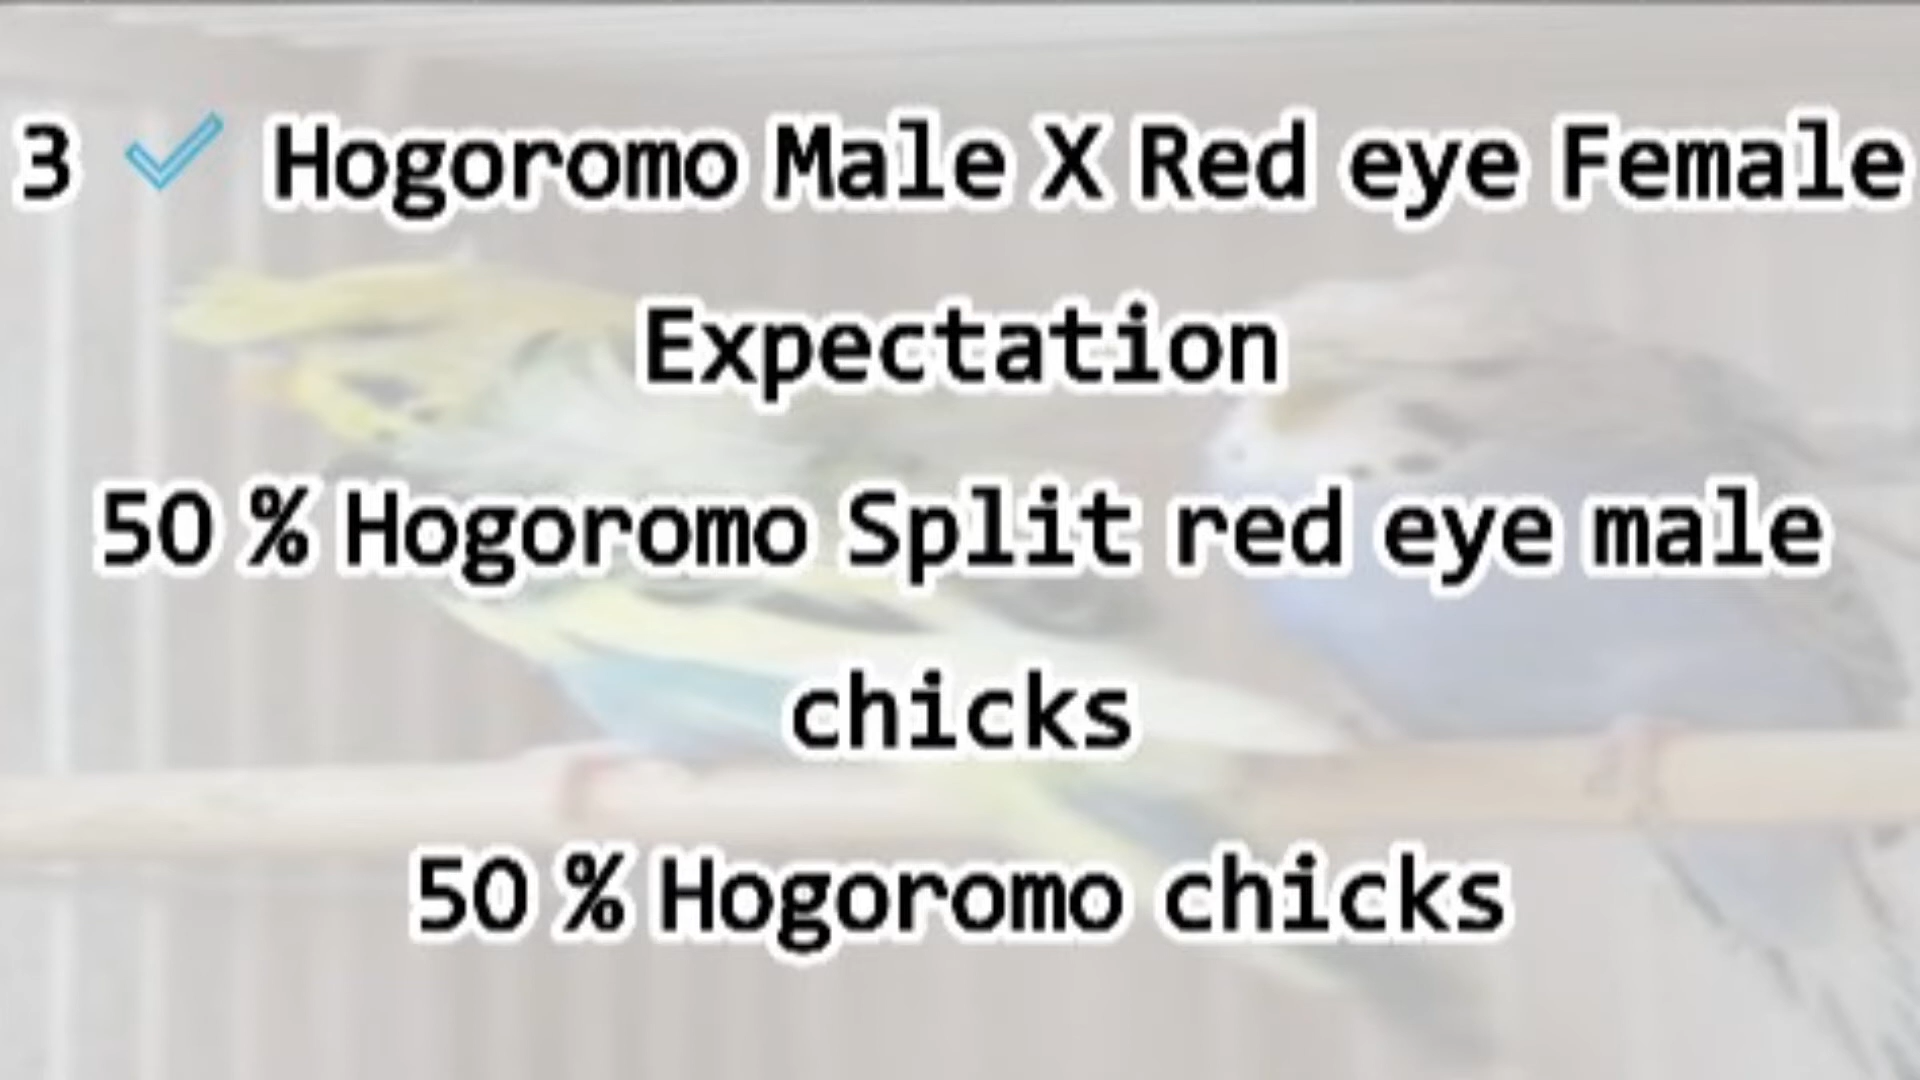 3 ✓ Hogoromo Male X Red eye Female
Expectation
50 % Hogoromo Split red eye male
chicks
50 % Hogoromo chicks